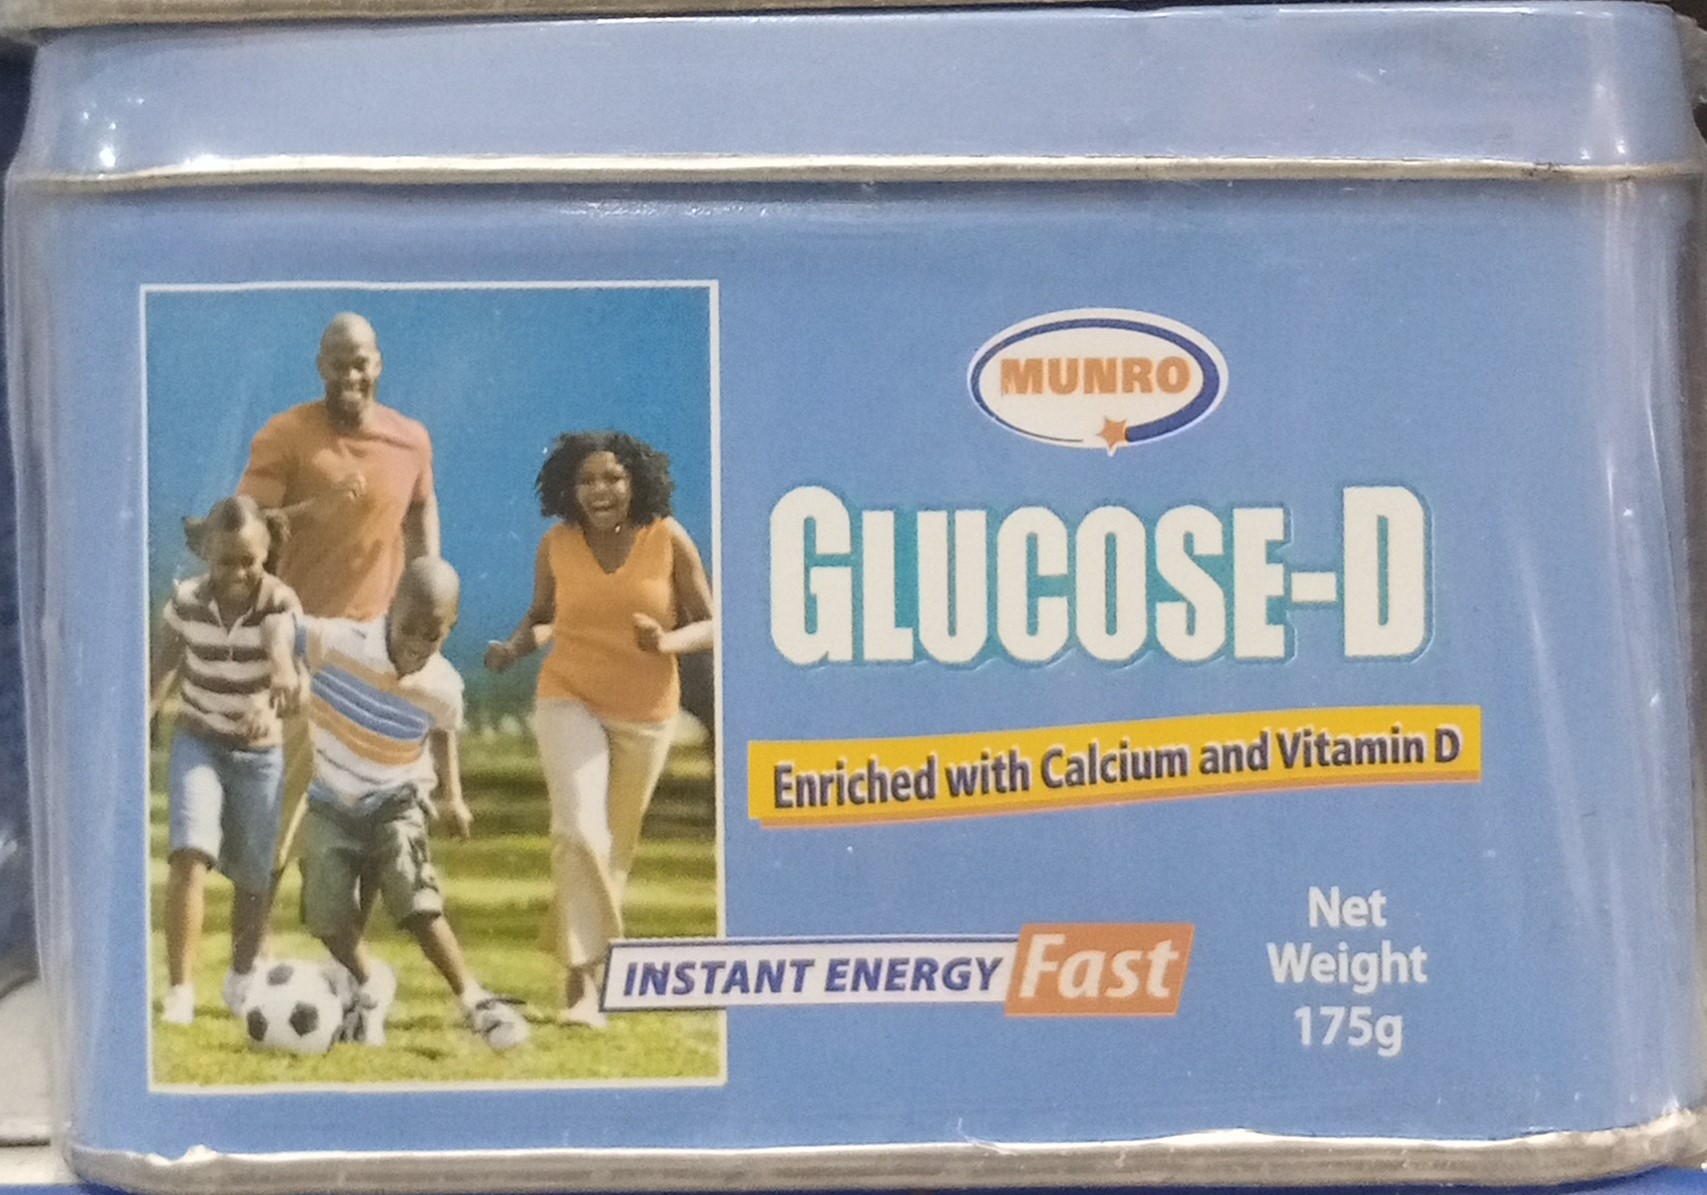 MUNRO
GLUCOSE-D
Enriched with Calcium and Vitamin D
INSTANT ENERGY Fast
Net
Weight
175g